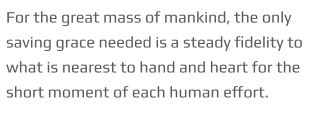 For the great mass of mankind, the only
saving grace needed is a steady fidelity to
what is nearest to hand and heart for the
short moment of each human effort.